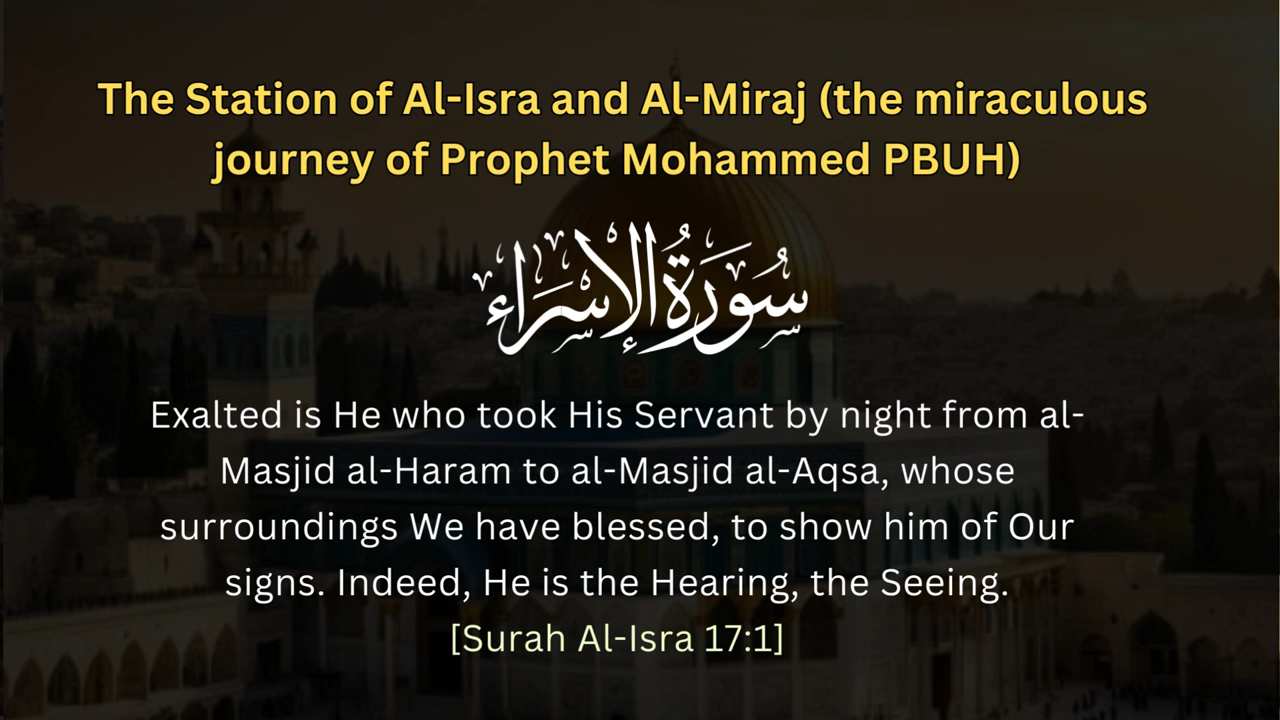 The Station of Al-Isra and Al-Miraj (the miraculous
journey of Prophet Mohammed PBUH)
سُورَةُ الإِسْرَاء
Exalted is He who took His Servant by night from al-
Masjid al-Haram to al-Masjid al-Aqsa, whose
surroundings We have blessed, to show him of Our
signs. Indeed, He is the Hearing, the Seeing.
[Surah Al-Isra 17:1]